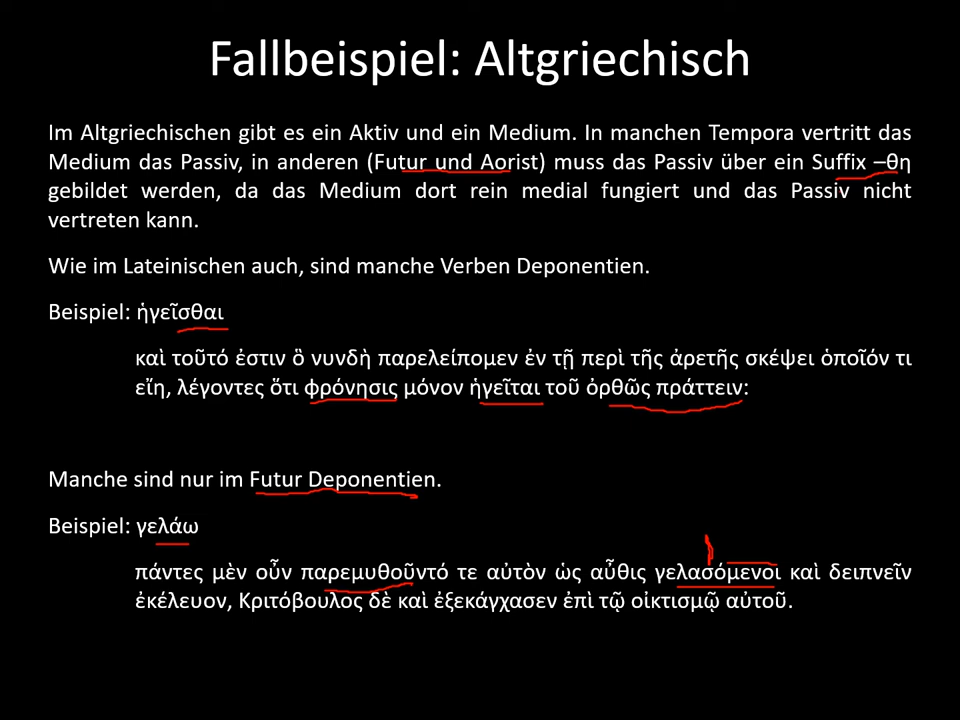 Fallbeispiel: Altgriechisch
Im Altgriechischen gibt es ein Aktiv und ein Medium. In manchen Tempora vertritt das
Medium das Passiv, in anderen (Futur und Aorist) muss das Passiv über ein Suffix –θη
gebildet werden, da das Medium dort rein medial fungiert und das Passiv nicht
vertreten kann.
Wie im Lateinischen auch, sind manche Verben Deponentien.
Beispiel: ἡγεῖσθαι
καὶ τοῦτό ἐστιν ὃ νυνδὴ παρελείπομεν ἐν τῇ περὶ τῆς ἀρετῆς σκέψει ὁποῖόν τι
εἴη, λέγοντες ὅτι φρόνησις μόνον ἡγεῖται τοῦ ὀρθῶς πράττειν:
Manche sind nur im Futur Deponentien.
Beispiel: γελάω
πάντες μὲν οὖν παρεμυθοῦντό τε αὐτὸν ὡς αὖθις γελασόμενοι καὶ δειπνεῖν
ἐκέλευον, Κριτόβουλος δὲ καὶ ἐξεκάγχασεν ἐπὶ τῷ οἰκτισμῷ αὐτοῦ.